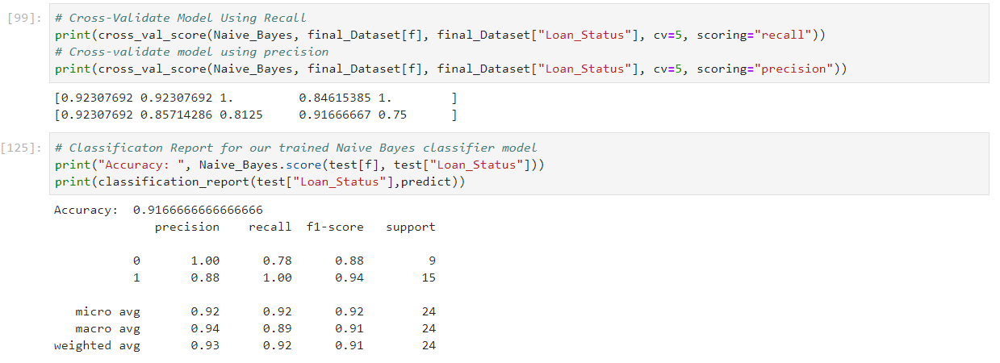 [99]: # Cross-Validate Model Using Recall
print(cross_val_score(Naive_Bayes, final_Dataset[f], final_Dataset["Loan_Status"], cv=5, scoring="recall"))
# Cross-validate model using precision
print(cross_val_score(Naive_Bayes, final_Dataset[f], final_Dataset["Loan_Status"], cv=5, scoring="precision"))
[0.92307692 0.92307692 1.         0.84615385 1.        ]
[0.92307692 0.85714286 0.8125     0.91666667 0.75      ]
[125]: # Classificaton Report for our trained Naive Bayes classifier model
print("Accuracy: ", Naive_Bayes.score(test[f], test["Loan_Status"]))
print(classification_report(test["Loan_Status"],predict))
Accuracy:  0.9166666666666666
              precision    recall  f1-score   support
           0       1.00      0.78      0.88         9
           1       0.88      1.00      0.94        15
   micro avg       0.92      0.92      0.92        24
   macro avg       0.94      0.89      0.91        24
weighted avg       0.93      0.92      0.91        24